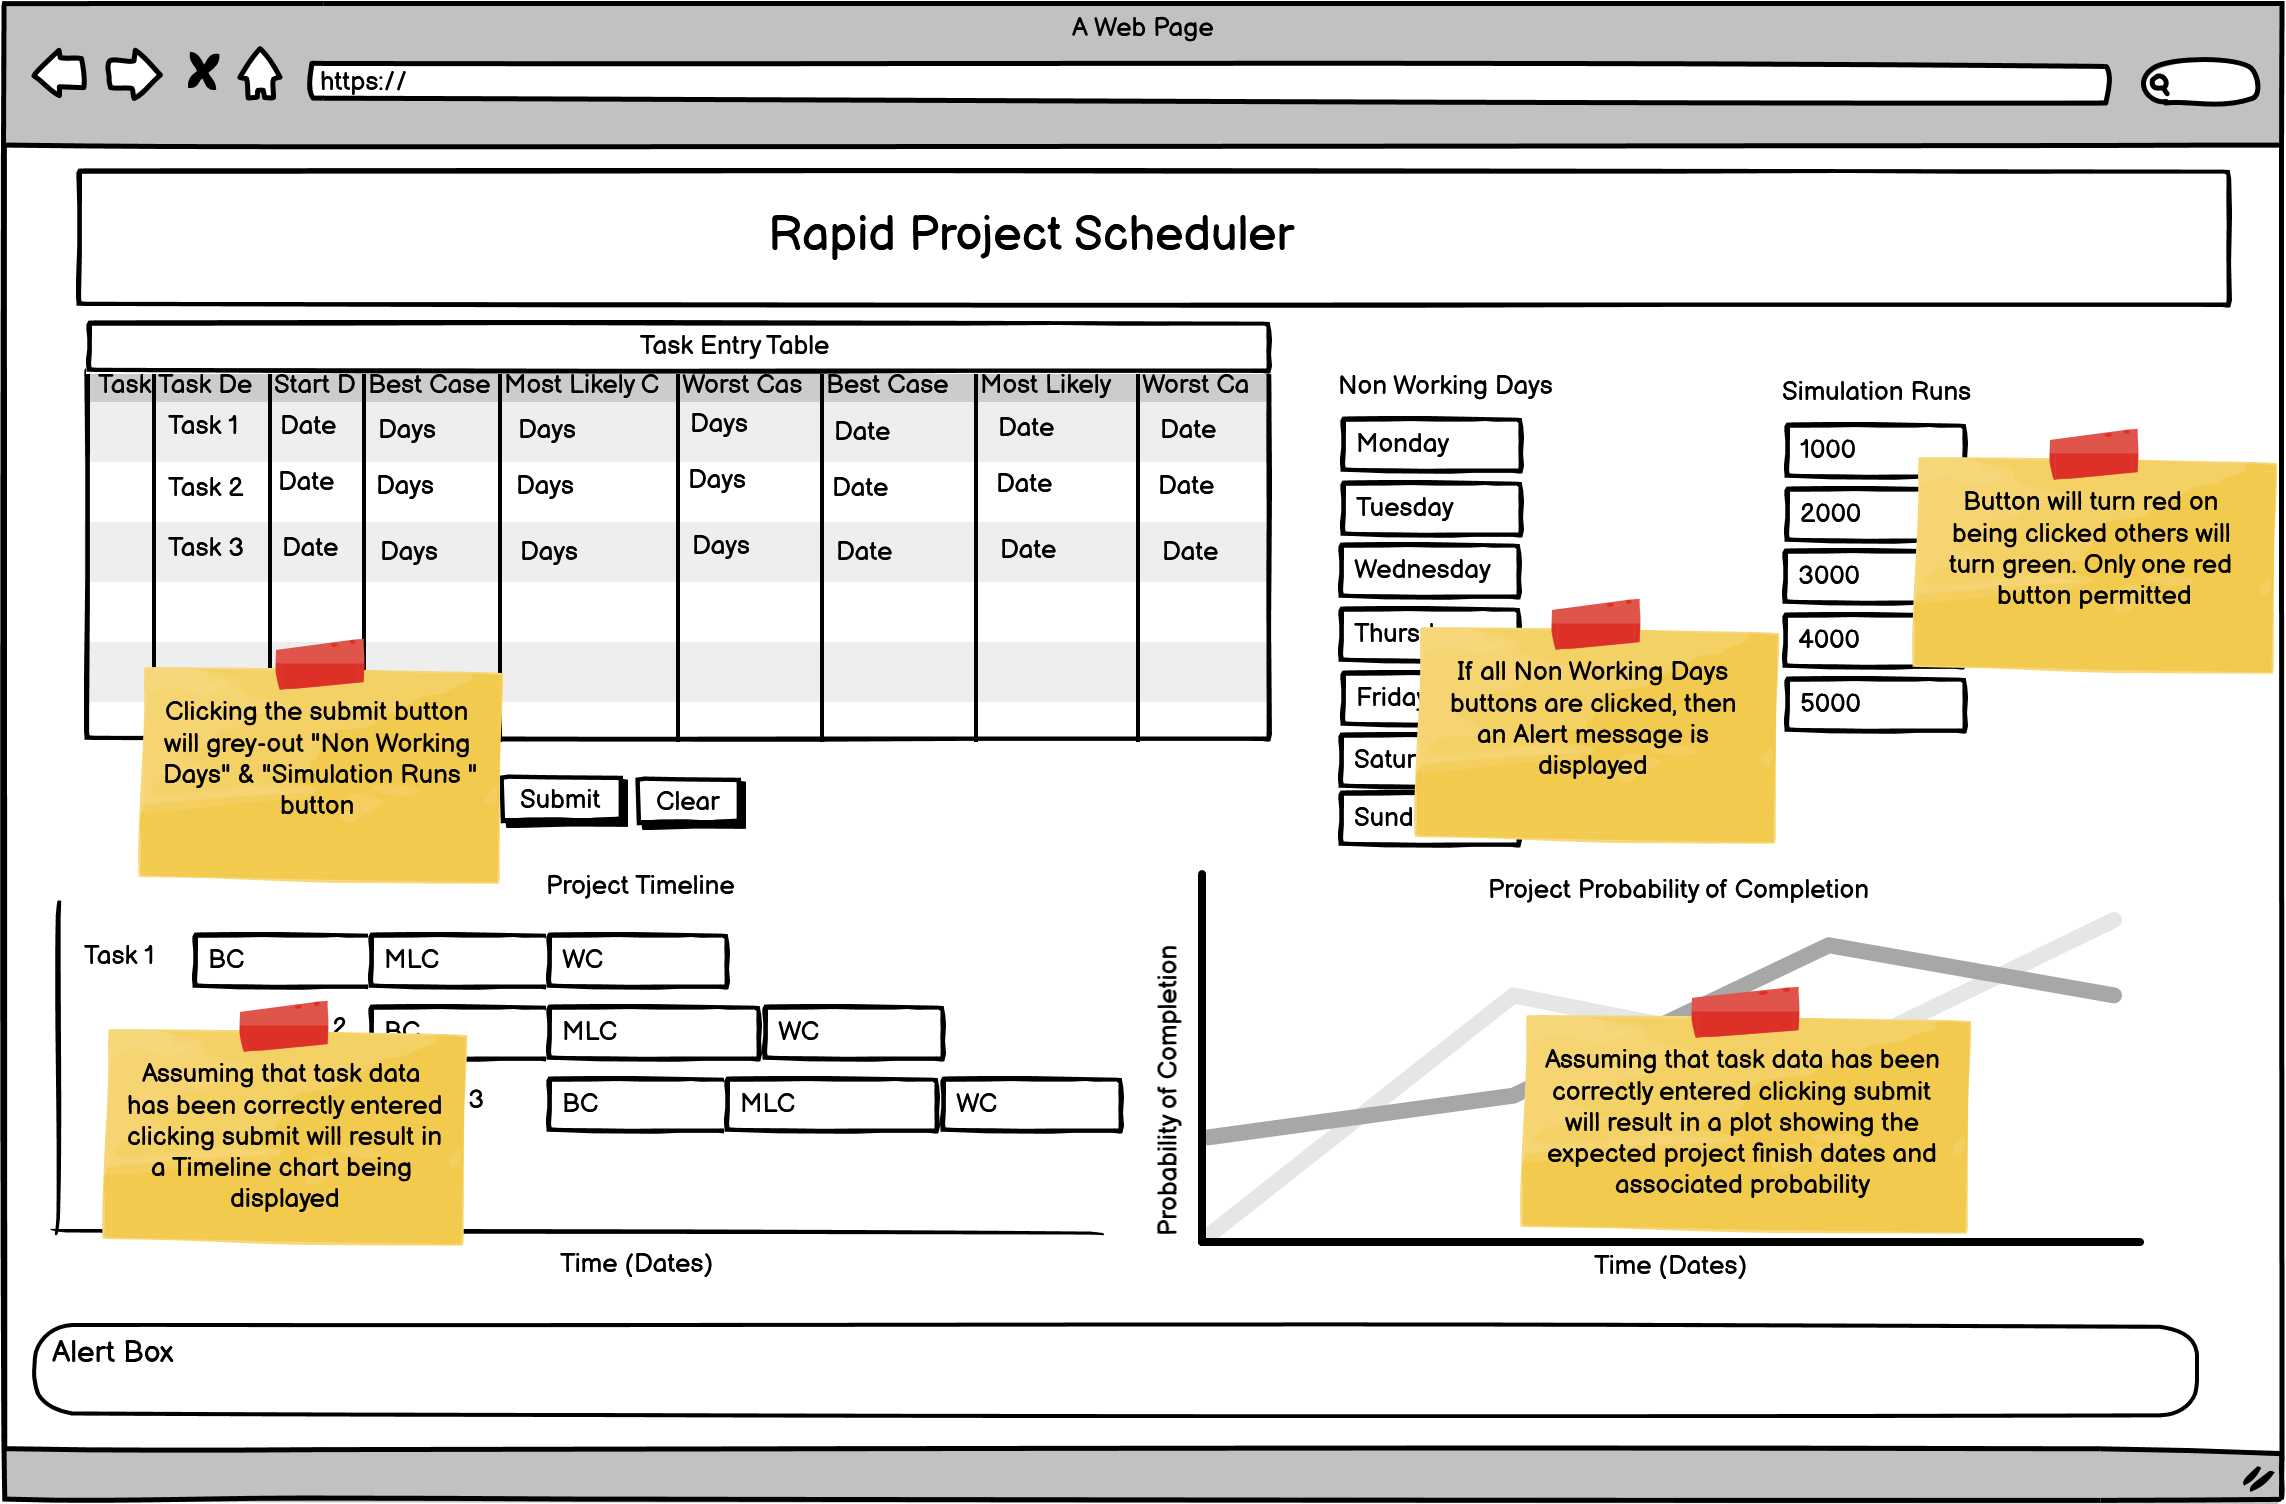 A Web Page
https://
Rapid Project Scheduler
Task Entry Table
Task Task De Start D Best Case Most Likely C Worst Cas Best Case Most Likely Worst Ca
Task 1 Date Days Days Days Date Date Date
Task 2 Date Days Days Days Date Date Date
Task 3 Date Days Days Days Date Date Date
Clicking the submit button
will grey-out "Non Working
Days" & "Simulation Runs "
button
Submit
Clear
Non Working Days
Monday
Tuesday
Wednesday
Thurs
Friday
Satur
Sund
If all Non Working Days
buttons are clicked, then
an Alert message is
displayed
Simulation Runs
1000
2000
3000
4000
5000
Button will turn red on
being clicked others will
turn green. Only one red
button permitted
Project Timeline
Task 1 BC MLC WC
2 BC MLC WC
3 BC MLC WC
Assuming that task data
has been correctly entered
clicking submit will result in
a Timeline chart being
displayed
Time (Dates)
Project Probability of Completion
Probability of Completion
Assuming that task data has been
correctly entered clicking submit
will result in a plot showing the
expected project finish dates and
associated probability
Time (Dates)
Alert Box